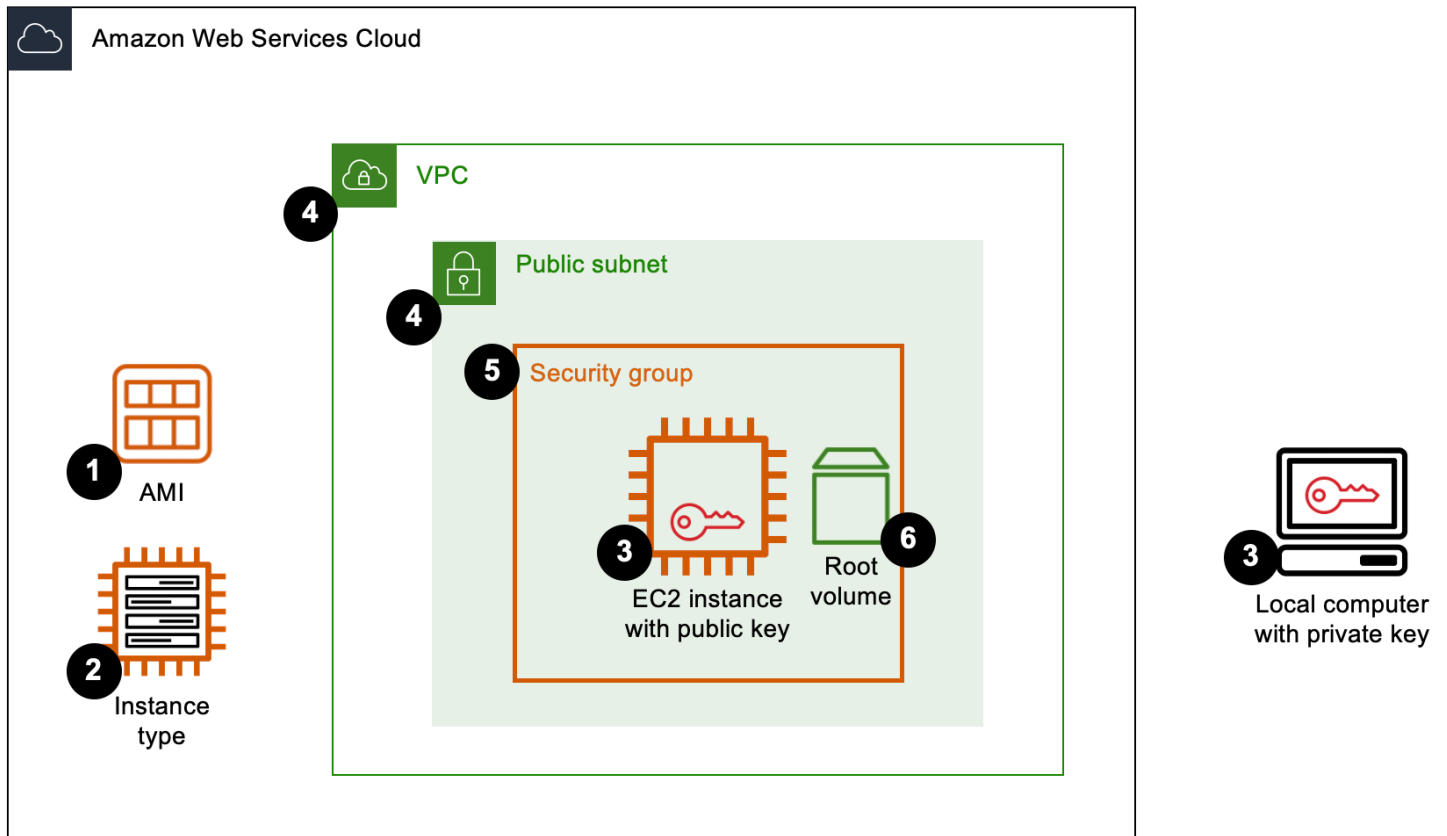 Amazon Web Services Cloud
VPC
4
Public subnet
4
5
Security group
1
AMI
3
EC2 instance
with public key
6
Root
volume
3
Local computer
with private key
2
Instance
type